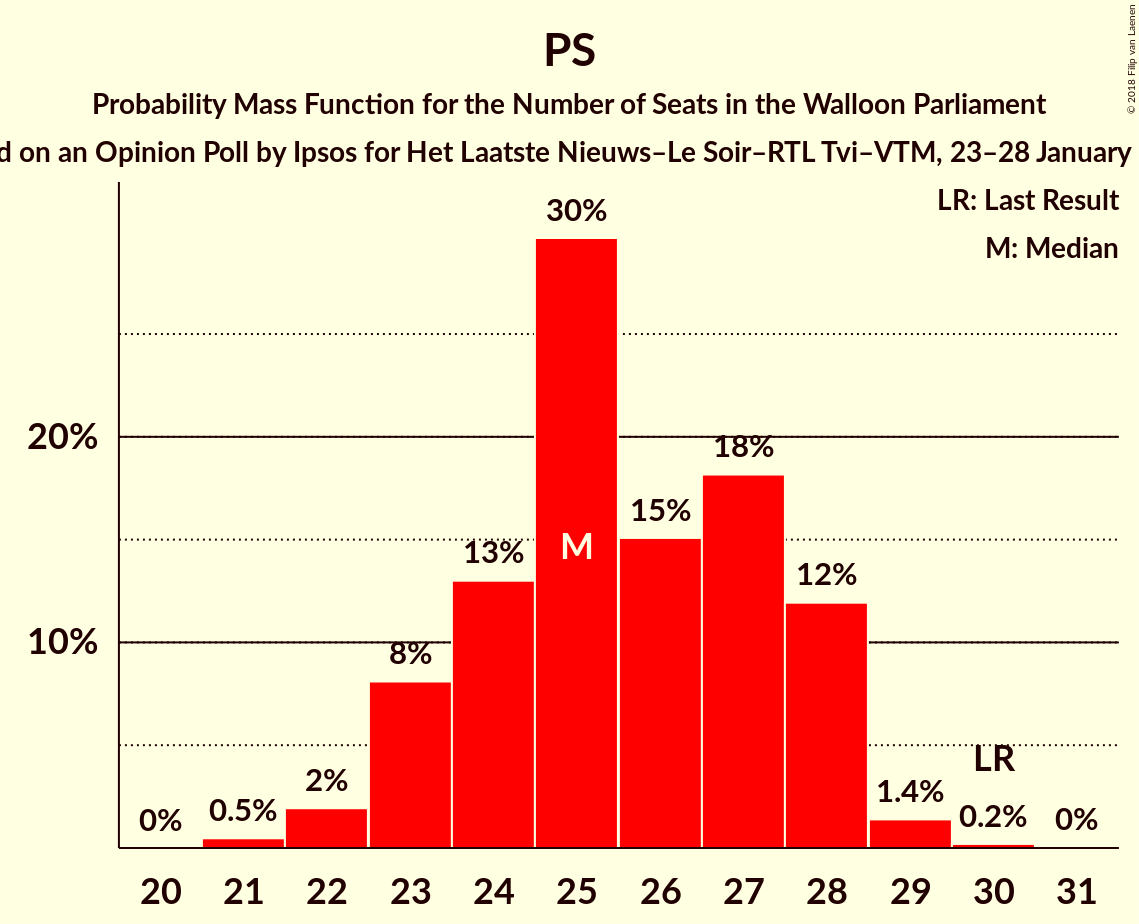 PS
Probability Mass Function for the Number of Seats in the Walloon Parliament
d on an Opinion Poll by Ipsos for Het Laatste Nieuws–Le Soir–RTL Tvi–VTM, 23–28 January
© 2018 Filip van Laenen
LR: Last Result
M: Median
30%
20%
18%
15%
M
13%
12%
10%
8%
LR
2%
1.4%
0.5%
0.2%
0%
0%
20 21 22 23 24 25 26 27 28 29 30 31